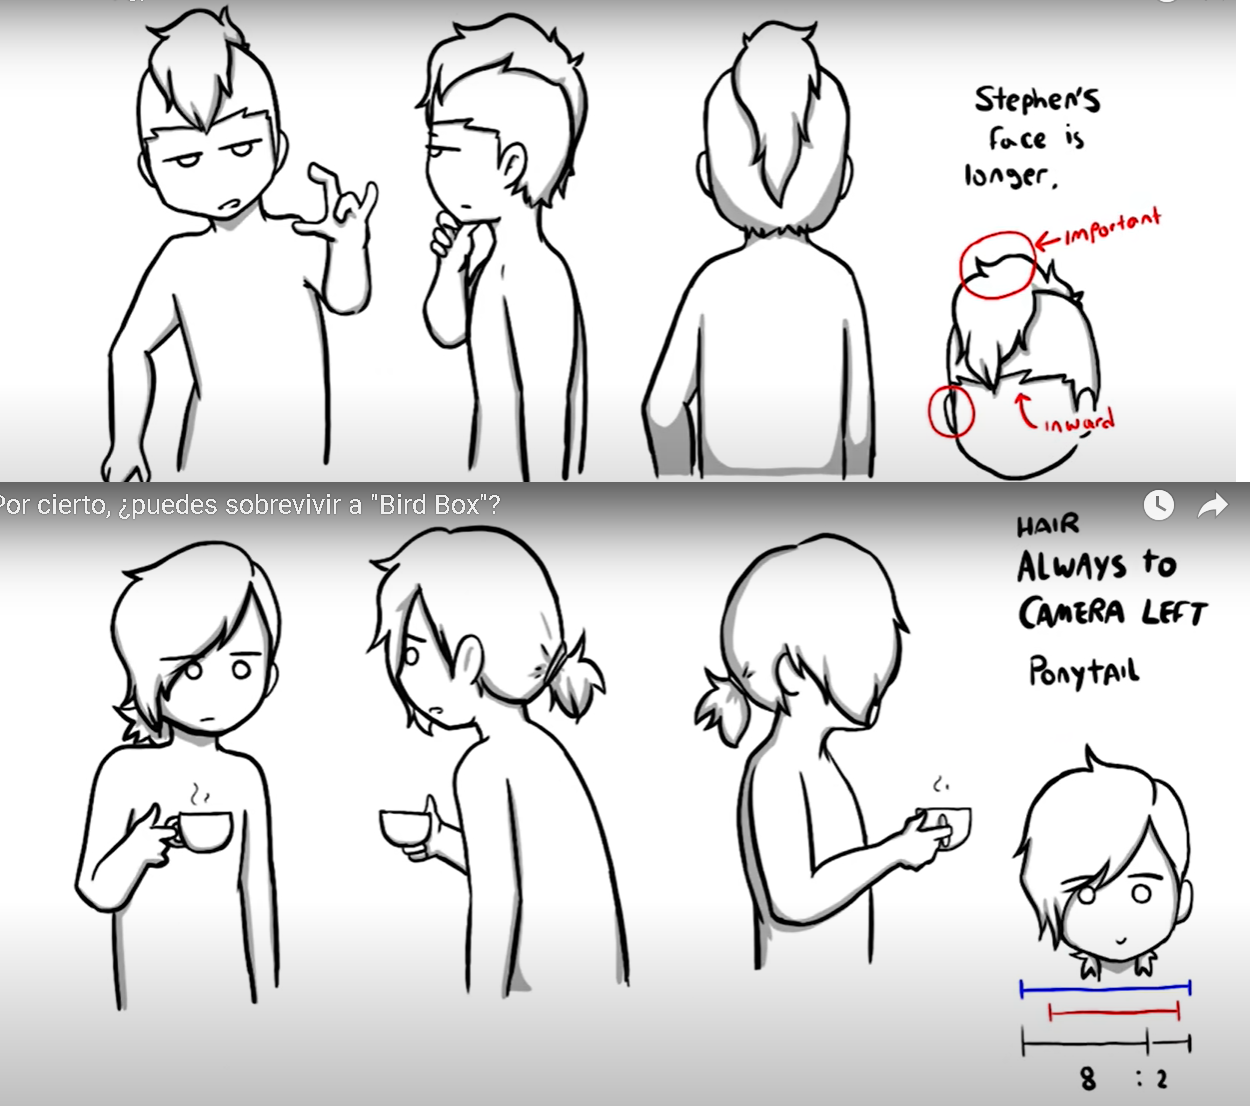 Stephen's
face is
longer.
important
inward
Por cierto, ¿puedes sobrevivir a "Bird Box"?
HAIR
ALWAYS to
CAMERA LEFT
PonytAIL
8 : 2